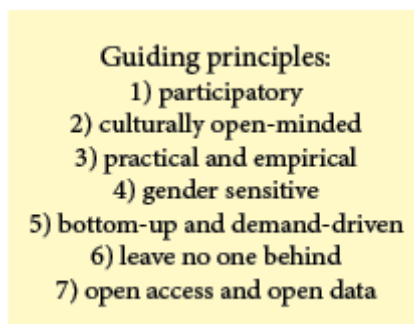 Guiding principles:
1) participatory
2) culturally open-minded
3) practical and empirical
4) gender sensitive
5) bottom-up and demand-driven
6) leave no one behind
7) open access and open data